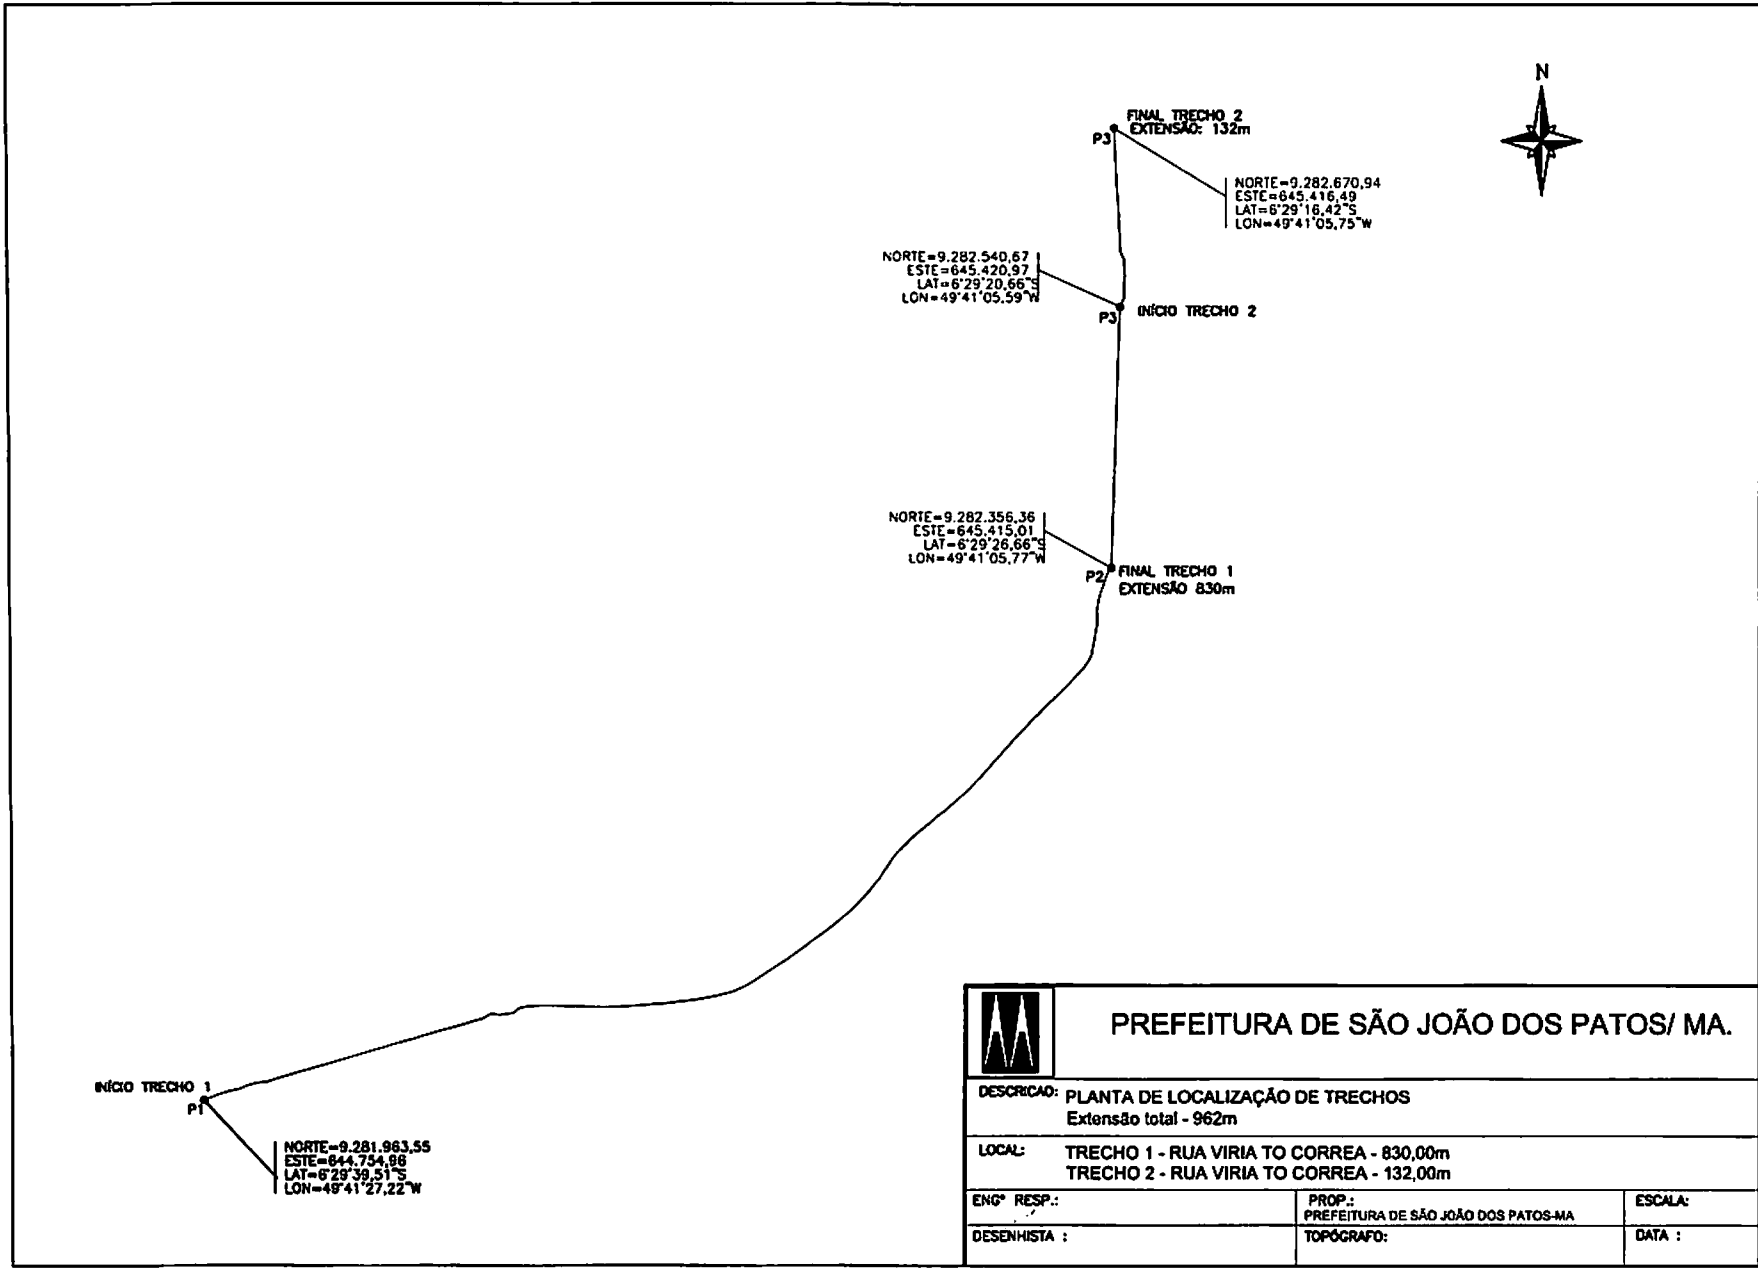 N
FINAL TRECHO 2
EXTENSÃO: 132m
P3
NORTE=9.282.670,94
ESTE=645.416,49
LAT=6°29'16,42"S
LON=49°41'05,75"W
NORTE=9.282.540,67
ESTE=645.420,97
LAT=6°29'20,66"S
LON=49°41'05,59"W
P3
INÍCIO TRECHO 2
NORTE=9.282.356,36
ESTE=645.415,01
LAT=6°29'26,66"S
LON=49°41'05,77"W
P2
FINAL TRECHO 1
EXTENSÃO 830m
INÍCIO TRECHO 1
P1
NORTE=9.281.963,55
ESTE=644.754,96
LAT=6°29'39,51"S
LON=49°41'27,22"W
PREFEITURA DE SÃO JOÃO DOS PATOS/ MA.
DESCRICAO: PLANTA DE LOCALIZAÇÃO DE TRECHOS
Extensão total - 962m
LOCAL: TRECHO 1 - RUA VIRIA TO CORREA - 830,00m
TRECHO 2 - RUA VIRIA TO CORREA - 132,00m
ENGº RESP.:
PROP.:
PREFEITURA DE SÃO JOÃO DOS PATOS-MA
ESCALA:
DESENHISTA :
TOPÓGRAFO:
DATA :